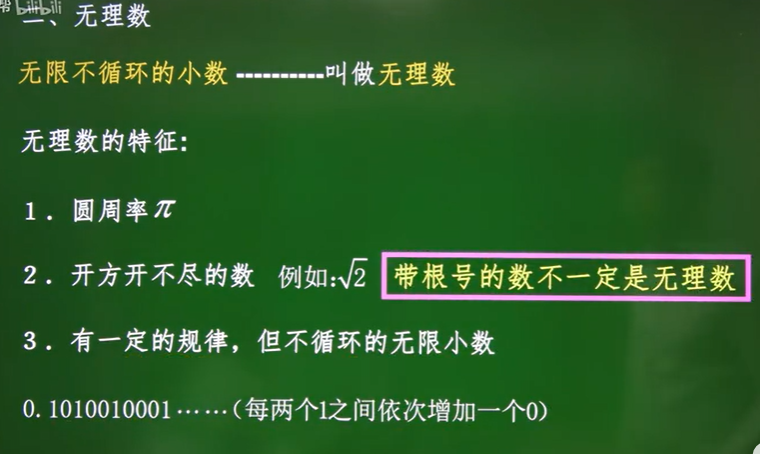 帮 bilibili
二、无理数
无限不循环的小数 ----------叫做无理数
无理数的特征:
1．圆周率π
2．开方开不尽的数 例如:√2 带根号的数不一定是无理数
3．有一定的规律，但不循环的无限小数
0.1010010001……（每两个1之间依次增加一个0）